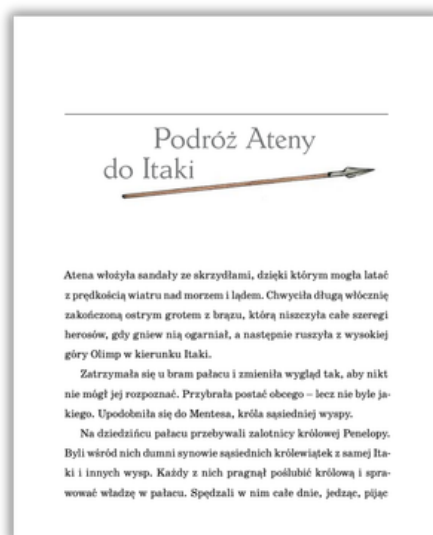 Podróż Ateny
do Itaki
Atena włożyła sandały ze skrzydłami, dzięki którym mogła latać
z prędkością wiatru nad morzem i lądem. Chwyciła długą włócznię
zakończoną ostrym grotem z brązu, którą niszczyła całe szeregi
herosów, gdy gniew nią ogarniał, a następnie ruszyła z wysokiej
góry Olimp w kierunku Itaki.
Zatrzymała się u bram pałacu i zmieniła wygląd tak, aby nikt
nie mógł jej rozpoznać. Przybrała postać obcego – lecz nie byle ja-
kiego. Upodobniła się do Mentesa, króla sąsiedniej wyspy.
Na dziedzińcu pałacu przebywali zalotnicy królowej Penelopy.
Byli wśród nich dumni synowie sąsiednich królewiątek z samej Ita-
ki i innych wysp. Każdy z nich pragnął poślubić królową i spra-
wować władzę w pałacu. Spędzali w nim całe dnie, jedząc, pijąc